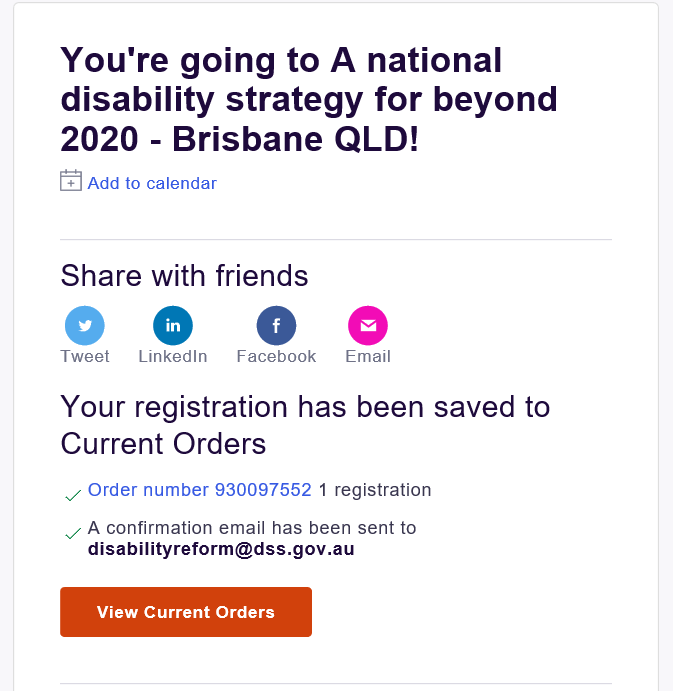 You're going to A national
disability strategy for beyond
2020 - Brisbane QLD!
Add to calendar
Share with friends
Tweet LinkedIn Facebook Email
Your registration has been saved to
Current Orders
Order number 930097552 1 registration
A confirmation email has been sent to
disabilityreform@dss.gov.au
View Current Orders